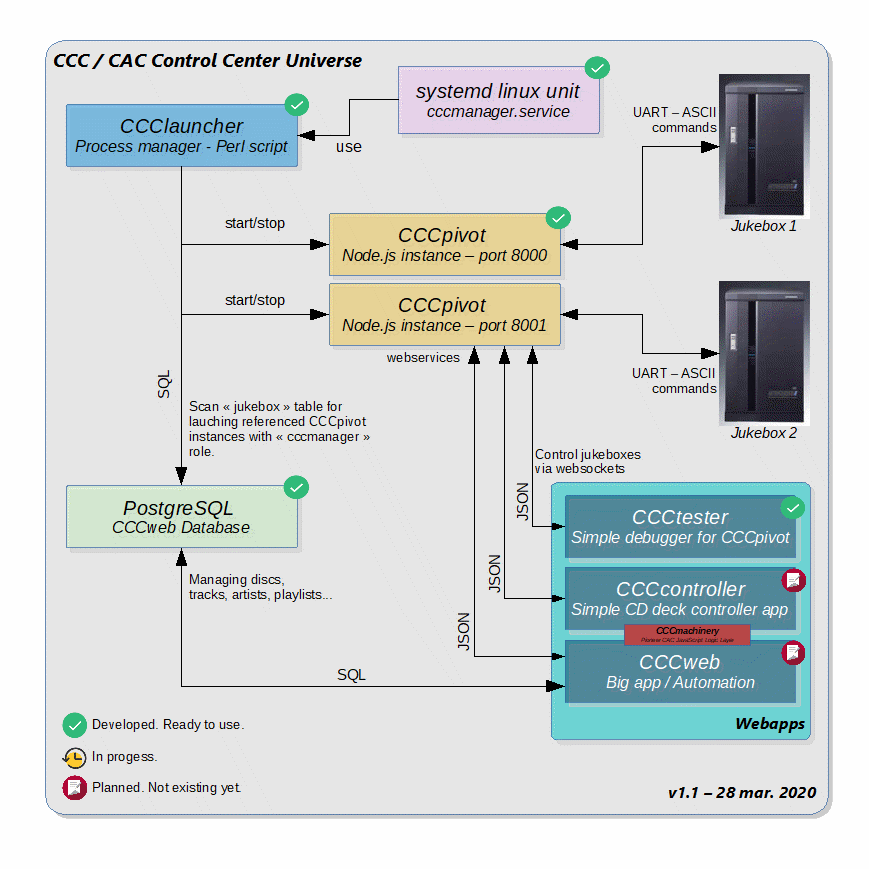 CCC / CAC Control Center Universe
systemd linux unit
cccmanager.service
CCClauncher
Process manager - Perl script
use
UART – ASCII
commands
Jukebox 1
start/stop
CCCpivot
Node.js instance – port 8000
start/stop
CCCpivot
Node.js instance – port 8001
webservices
UART – ASCII
commands
Jukebox 2
SQL
Scan « jukebox » table for
lauching referenced CCCpivot
instances with « cccmanager »
role.
Control jukeboxes
via websockets
JSON
JSON
JSON
PostgreSQL
CCCweb Database
Managing discs,
tracks, artists, playlists...
SQL
CCCtester
Simple debugger for CCCpivot
CCCcontroller
Simple CD deck controller app
CCCmachinery
Pioneer CAC JavaScript Logic Layer
CCCweb
Big app / Automation
Webapps
Developed. Ready to use.
In progess.
Planned. Not existing yet.
v1.1 – 28 mar. 2020